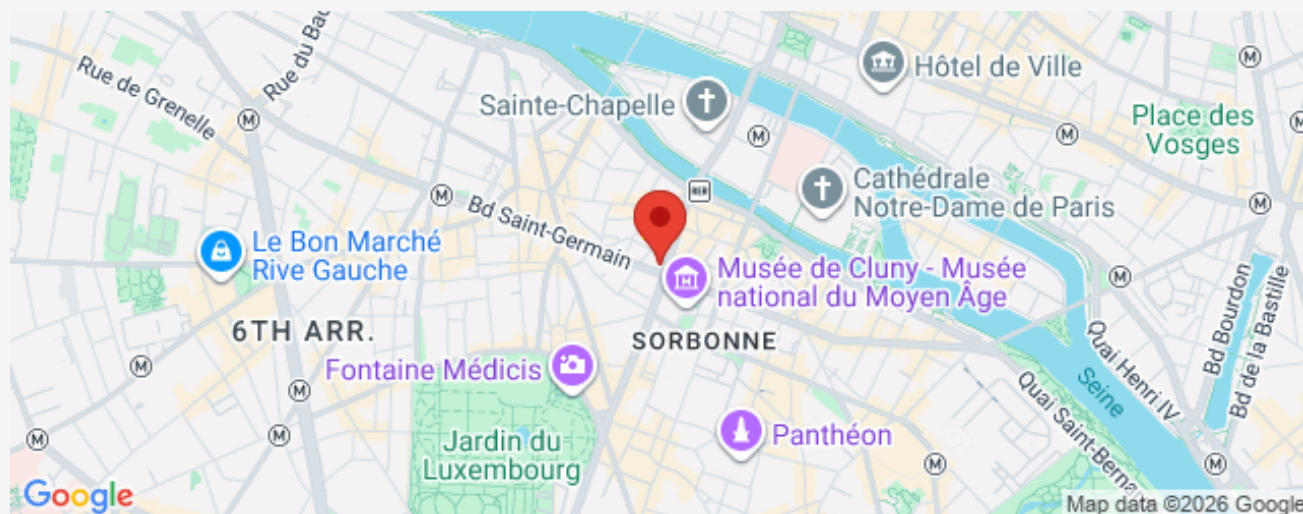 Rue de Grenelle
Rue du Bac
Sainte-Chapelle
Hôtel de Ville
Place des
Vosges
Cathédrale
Notre-Dame de Paris
Bd Saint-Germain
Le Bon Marché
Rive Gauche
Musée de Cluny - Musée
national du Moyen Âge
6TH ARR.
SORBONNE
Fontaine Médicis
Jardin du
Luxembourg
Panthéon
Quai Henri IV
Seine
Quai Saint-Berna
Bd Bourdon
Bd de la Bastille
RER
M
M
M
M
M
M
M
M
M
M
M
M
M
M
Google
Map data ©2026 Google